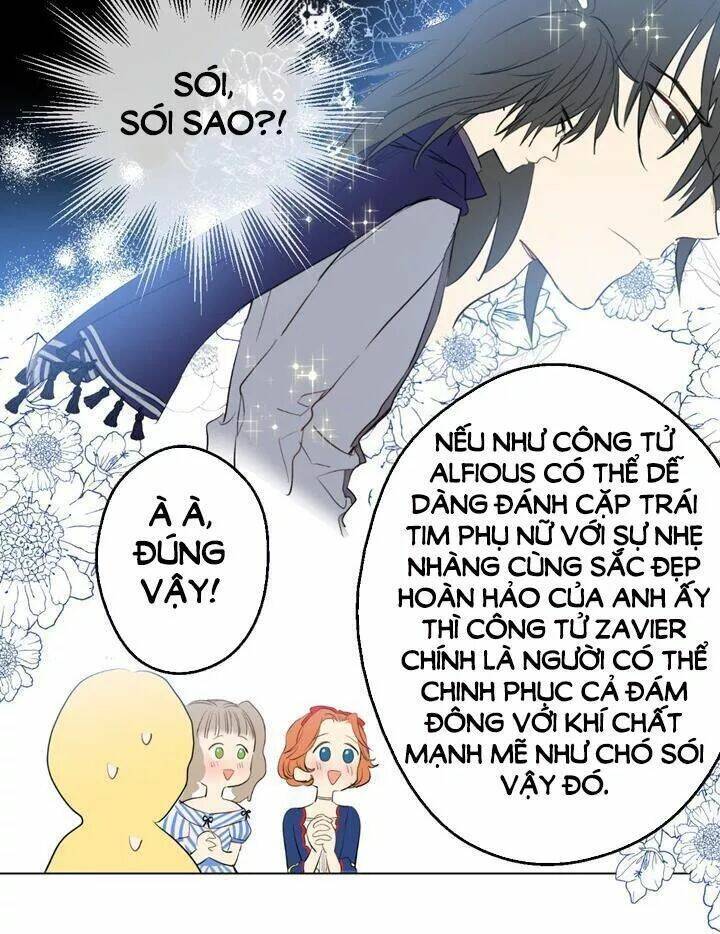 SÓI,
SÓI SAO?!
NẾU NHƯ CÔNG TỬ
ALFIOUS CÓ THỂ DỄ
DÀNG ĐÁNH CẶP TRÁI
TIM PHỤ NỮ VỚI SỰ NHẸ
NHÀNG CÙNG SẮC ĐẸP
HOÀN HẢO CỦA ANH ẤY
THÌ CÔNG TỬ ZAVIER
CHÍNH LÀ NGƯỜI CÓ THỂ
CHINH PHỤC CẢ ĐÁM
ĐÔNG VỚI KHÍ CHẤT
MẠNH MẼ NHƯ CHÓ SÓI
VẬY ĐÓ.
À À,
ĐÚNG
VẬY!